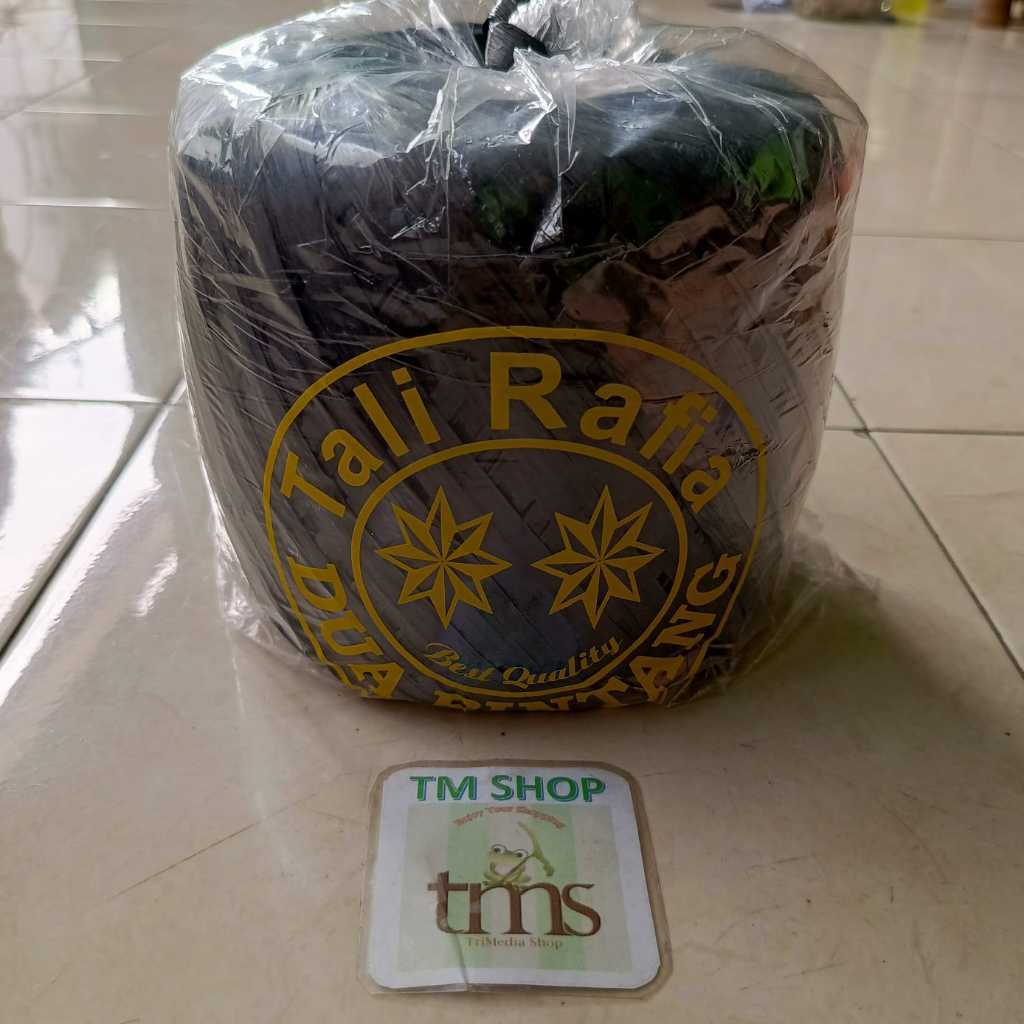 Tali Rafia
Best Quality
DUA BINTANG
TM SHOP
Enjoy Your Shopping
tms
TriMedia Shop